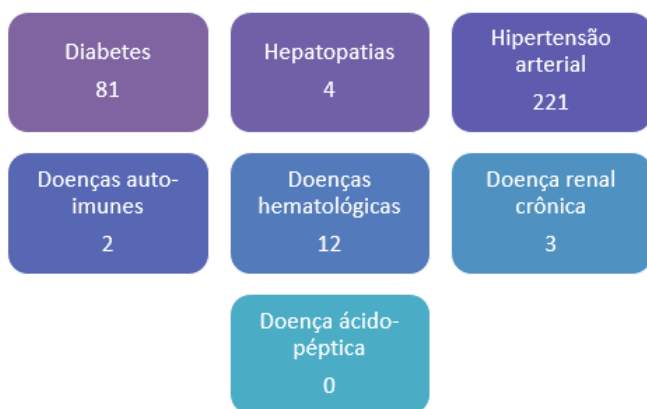 Diabetes
81
Hepatopatias
4
Hipertensão
arterial
221
Doenças auto-
imunes
2
Doenças
hematológicas
12
Doença renal
crônica
3
Doença ácido-
péptica
0